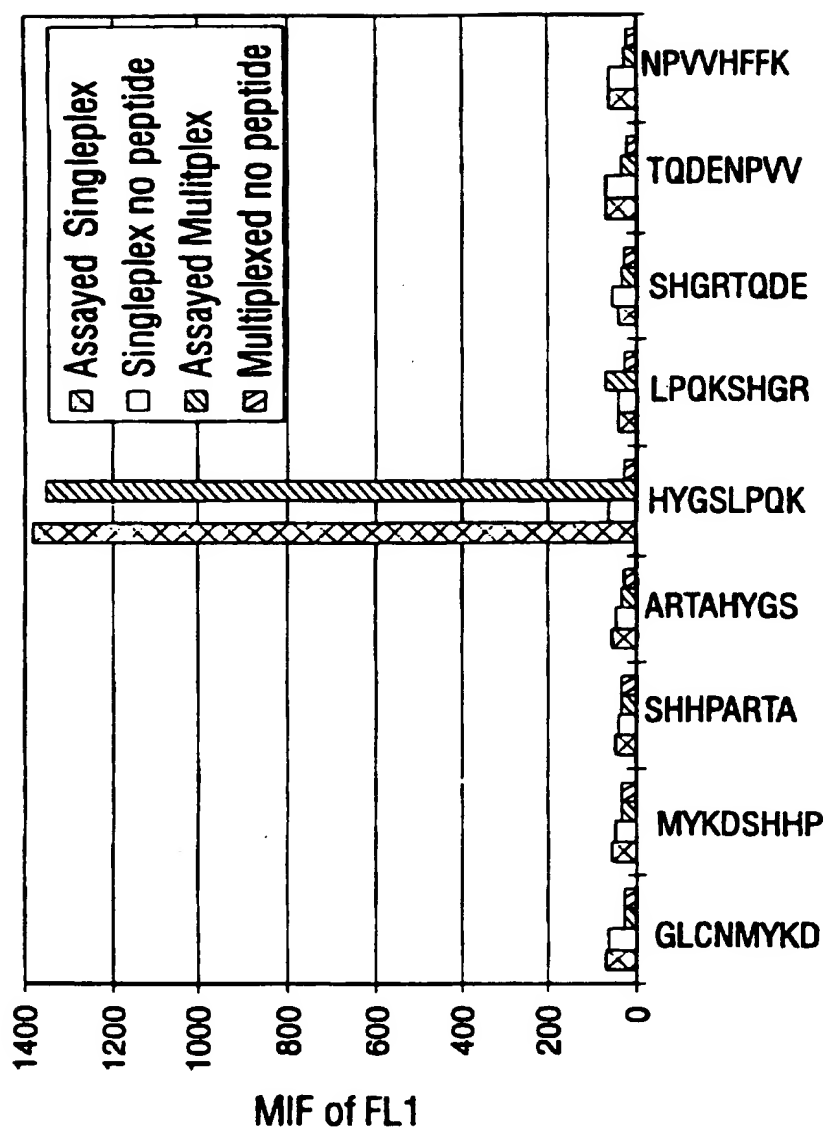 MIF of FL1
1400
1200
1000
800
600
400
200
0
Assayed Singleplex
Singleplex no peptide
Assayed Mulitplex
Multiplexed no peptide
GLCNMYKD
MYKDSHHP
SHHPARTA
ARTAHYGS
HYGSLPQK
LPQKSHGR
SHGRTQDE
TQDENPVV
NPVVHFFK